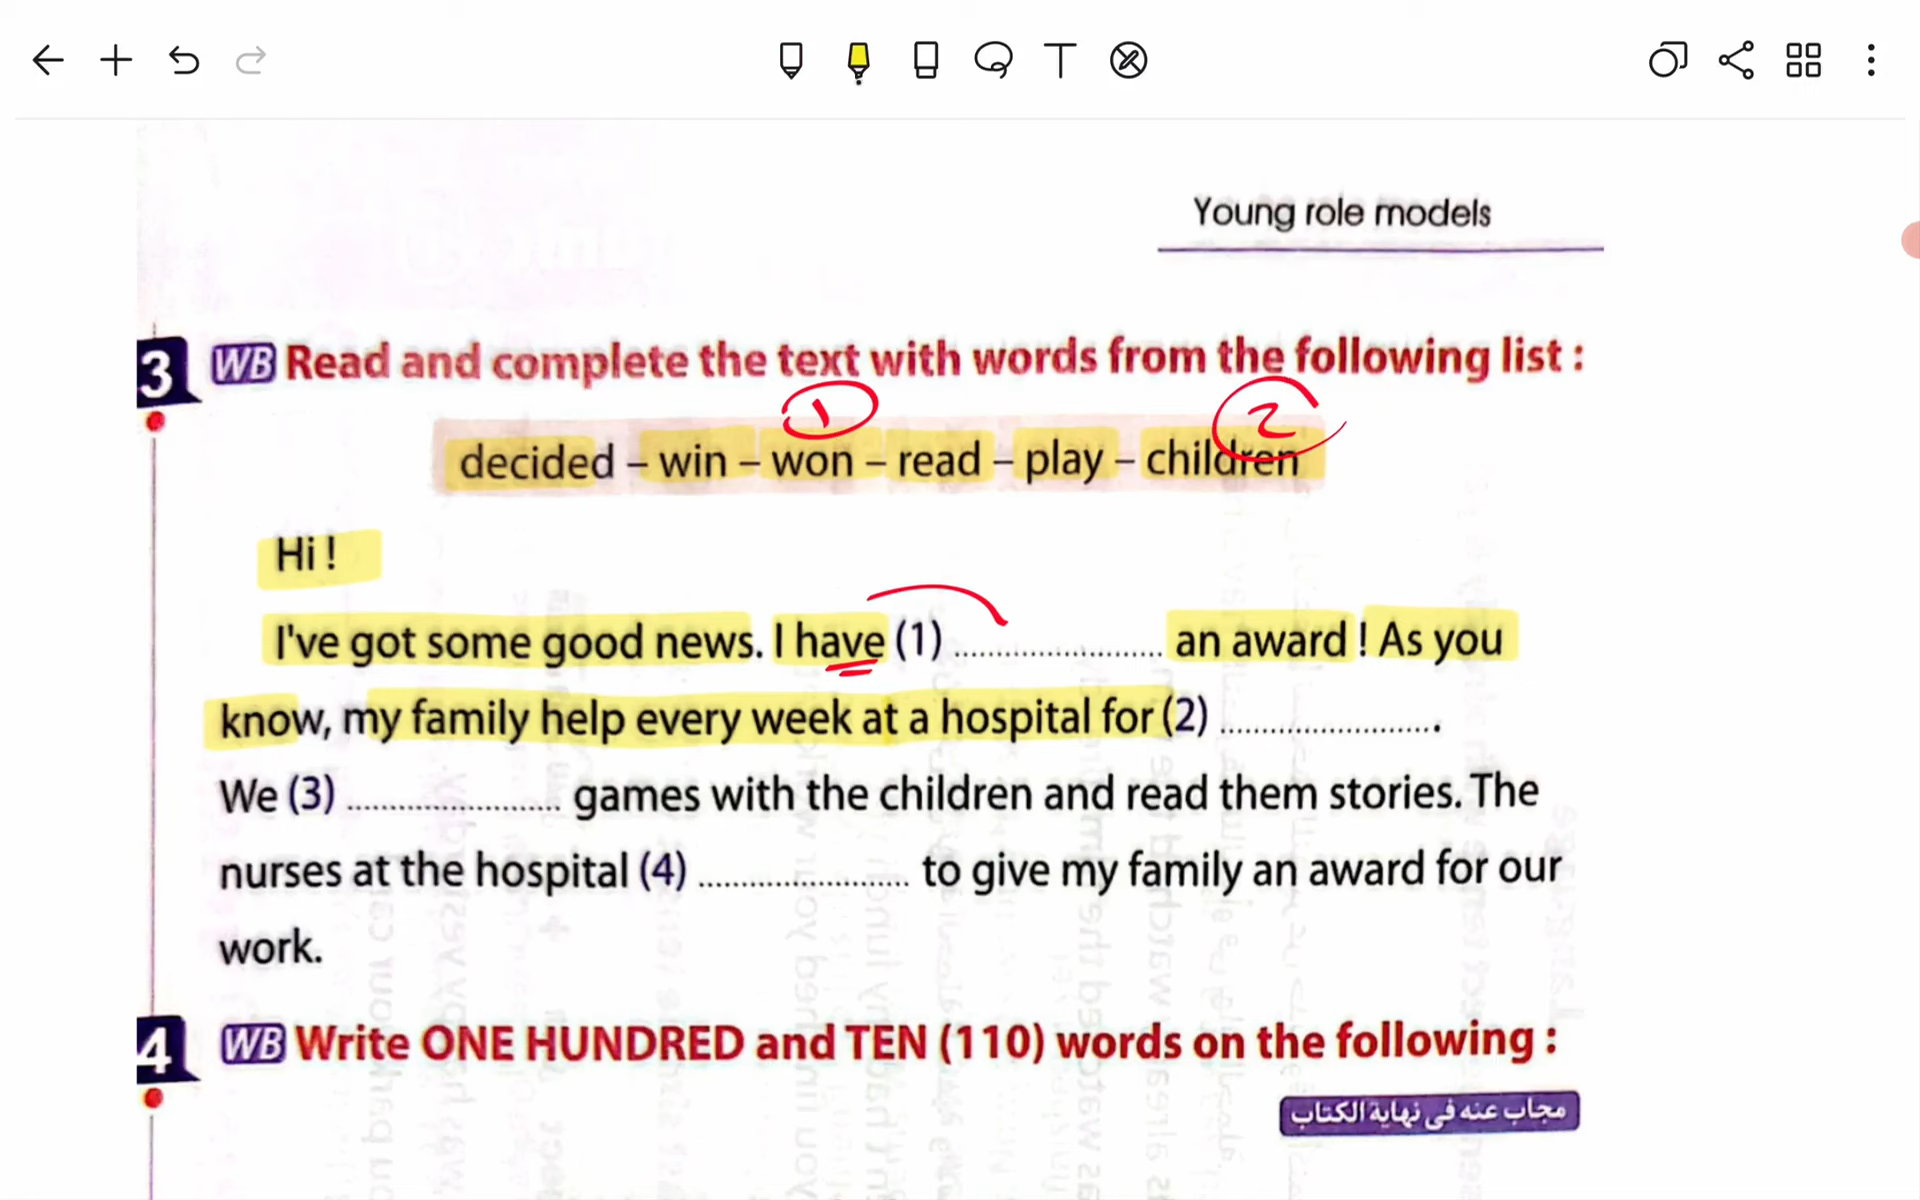 Young role models
3 WB Read and complete the text with words from the following list :
1 2
decided – win – won – read – play – children
Hi !
I've got some good news. I have (1) ........................ an award ! As you
know, my family help every week at a hospital for (2) ........................ .
We (3) ........................ games with the children and read them stories. The
nurses at the hospital (4) ........................ to give my family an award for our
work.
4 WB Write ONE HUNDRED and TEN (110) words on the following :
مجاب عنه فى نهاية الكتاب